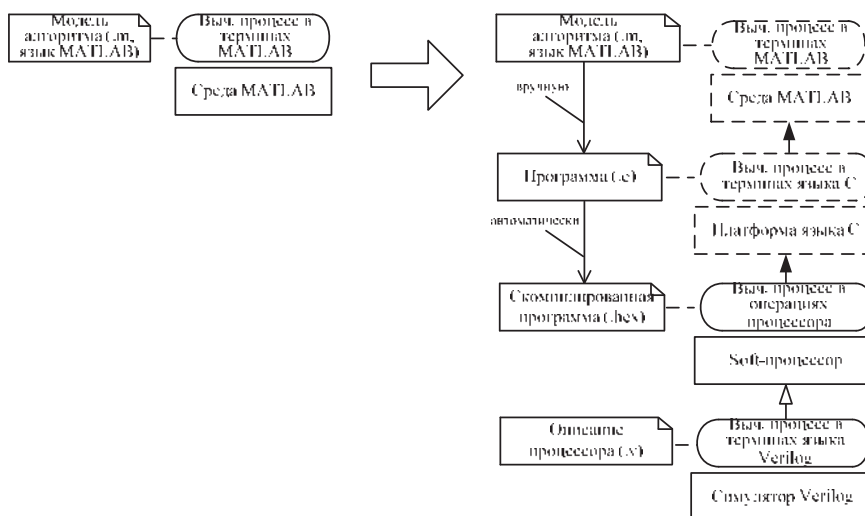 Модель
алгоритма (.m,
язык MATLAB)
Выч. процесс в
терминах
MATLAB
Среда MATLAB
Модель
алгоритма (.m,
язык MATLAB)
Выч. процесс в
терминах
MATLAB
вручную
Среда MATLAB
Программа (.c)
Выч. процесс в
терминах языка C
автоматически
Платформа языка C
Скомпилированная
программа (.hex)
Выч. процесс в
операциях
процессора
Soft-процессор
Описание
процессора (.v)
Выч. процесс в
терминах языка
Verilog
Симулятор Verilog